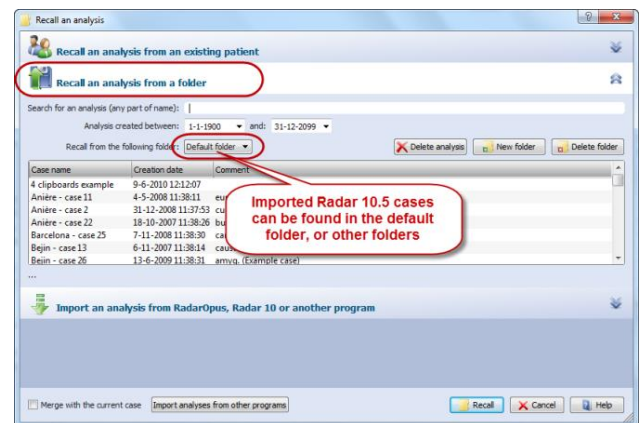 Recall an analysis
Recall an analysis from an existing patient
Recall an analysis from a folder
Search for an analysis (any part of name):
Analysis created between: 1-1-1900 and: 31-12-2099
Recall from the following folder: Default folder Delete analysis New folder Delete folder
Case name Creation date Comment
4 clipboards example 9-6-2010 12:12:07
Anière - case 11 4-5-2008 11:38:11
Anière - case 2 31-12-2008 11:37:53
Anière - case 22 18-10-2007 11:38:26
Barcelona - case 25 7-11-2008 11:38:30
Bejin - case 13 6-11-2007 11:38:14
Bejin - case 26 13-6-2009 11:38:31 amyg. (Example case)
Imported Radar 10.5 cases
can be found in the default
folder, or other folders
...
Import an analysis from RadarOpus, Radar 10 or another program
Merge with the current case Import analyses from other programs Recall Cancel Help